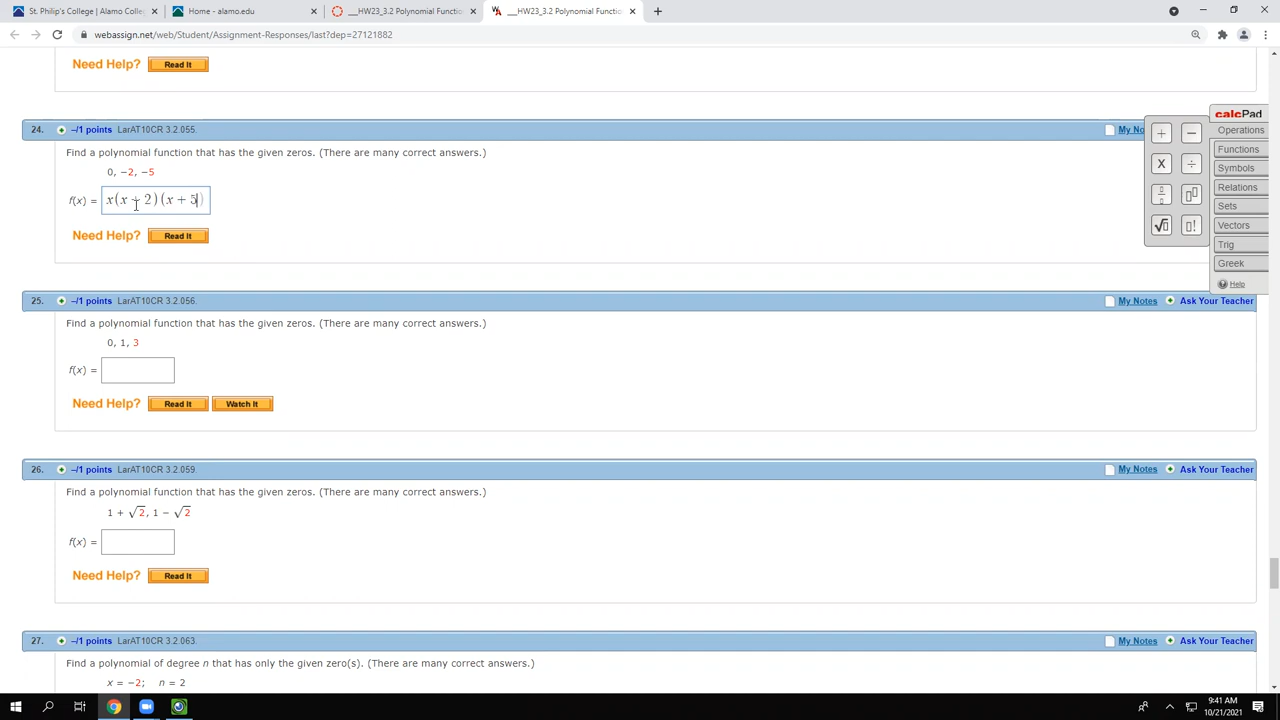 St. Philip's College | Alamo Colleg
Home - alamo.edu
___HW23_3.2 Polynomial Functio
___HW23_3.2 Polynomial Functio
webassign.net/web/Student/Assignment-Responses/last?dep=27121882
Need Help? Read It
calcPad
Operations
Functions
Symbols
Relations
Sets
Vectors
Trig
Greek
Help
24. –/1 points LarAT10CR 3.2.055. My No
Find a polynomial function that has the given zeros. (There are many correct answers.)
0, −2, −5
f(x) = x(x + 2)(x + 5)
Need Help? Read It
25. –/1 points LarAT10CR 3.2.056. My Notes Ask Your Teacher
Find a polynomial function that has the given zeros. (There are many correct answers.)
0, 1, 3
f(x) =
Need Help? Read It Watch It
26. –/1 points LarAT10CR 3.2.059. My Notes Ask Your Teacher
Find a polynomial function that has the given zeros. (There are many correct answers.)
1 + √2, 1 − √2
f(x) =
Need Help? Read It
27. –/1 points LarAT10CR 3.2.063. My Notes Ask Your Teacher
Find a polynomial of degree n that has only the given zero(s). (There are many correct answers.)
x = −2; n = 2
9:41 AM
10/21/2021